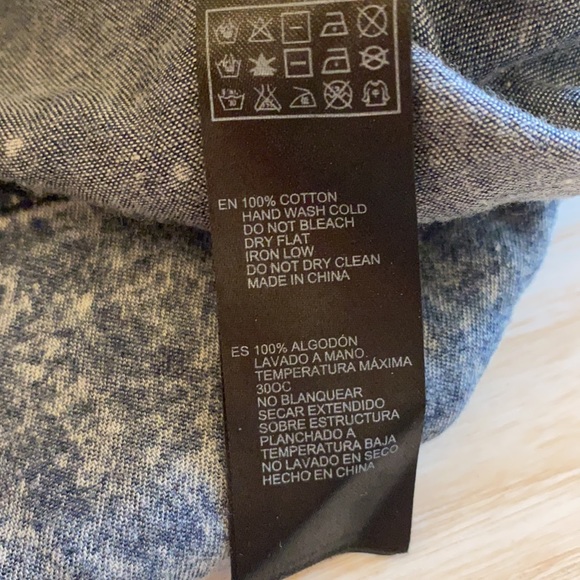 EN 100% COTTON
HAND WASH COLD
DO NOT BLEACH
DRY FLAT
IRON LOW
DO NOT DRY CLEAN
MADE IN CHINA
ES 100% ALGODÓN
LAVADO A MANO,
TEMPERATURA MÁXIMA
30OC
NO BLANQUEAR
SECAR EXTENDIDO
SOBRE ESTRUCTURA
PLANCHADO A
TEMPERATURA BAJA
NO LAVADO EN SECO
HECHO EN CHINA